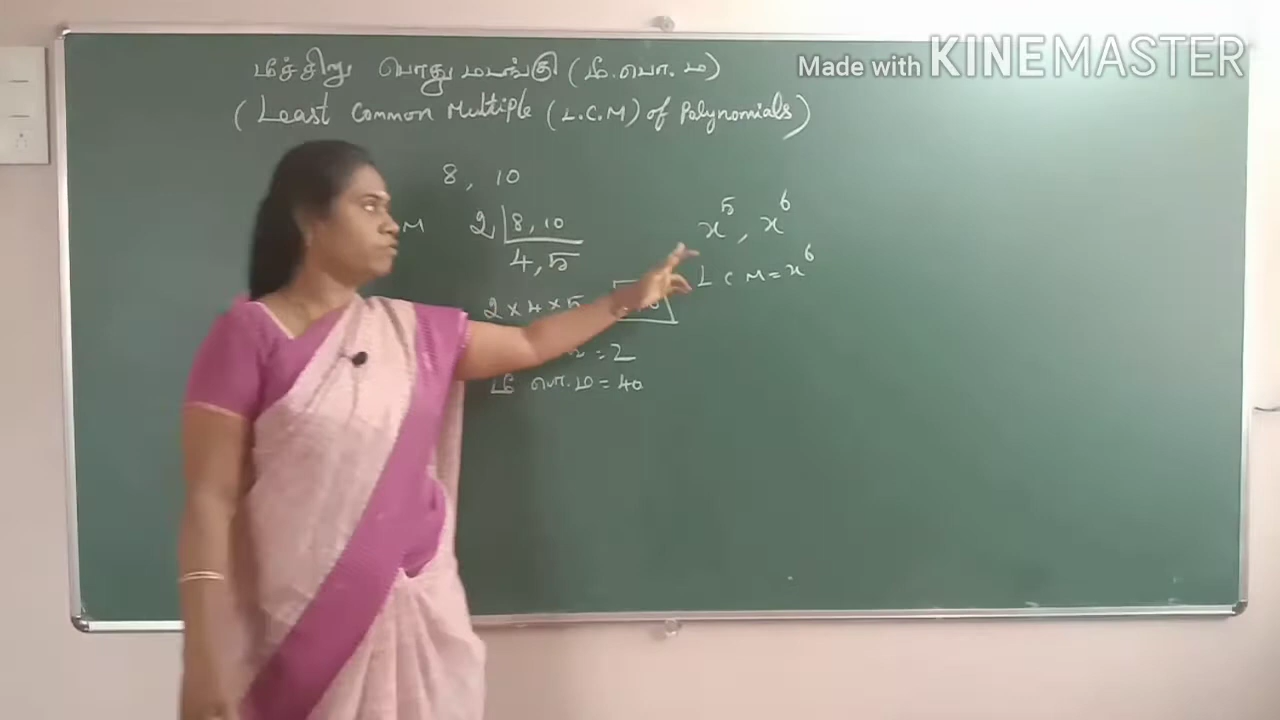 மீச்சிறு பொது மடங்கு (மீ.பொ.ம)
Made with KINEMASTER
(Least Common Multiple (L.C.M) of Polynomials)
8, 10
M 2 8, 10
4, 5
2 x 4 x 5
= 2
மீ பொ.ம = 40
x⁵, x⁶
L C M = x⁶